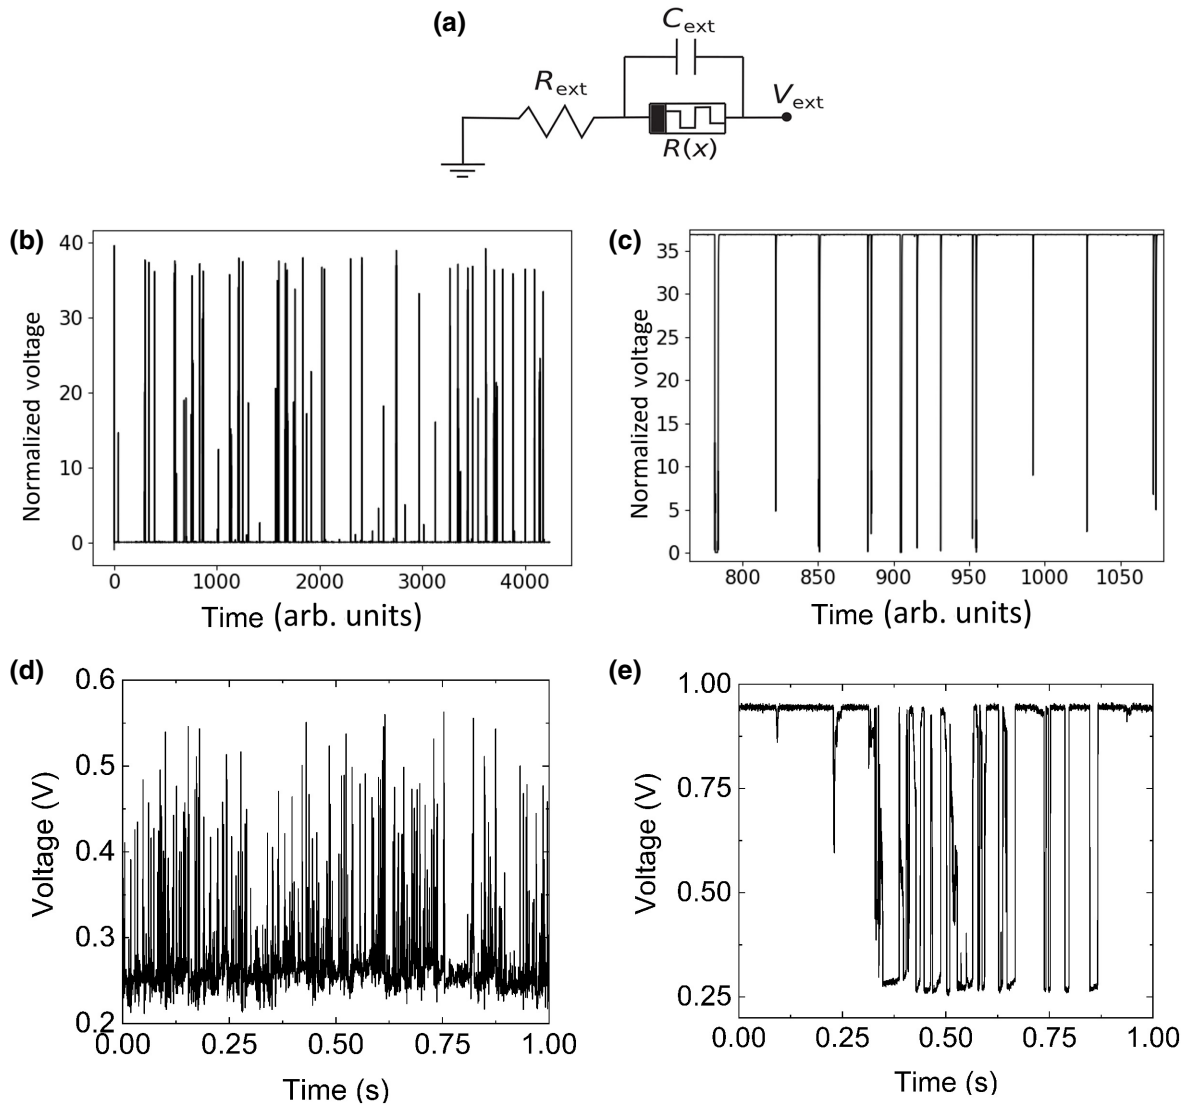 (a)
C_ext
R_ext
V_ext
R(x)
(b)
Normalized voltage
40
30
20
10
0
0 1000 2000 3000 4000
Time (arb. units)
(c)
Normalized voltage
35
30
25
20
15
10
5
0
800 850 900 950 1000 1050
Time (arb. units)
(d)
Voltage (V)
0.6
0.5
0.4
0.3
0.2
0.00 0.25 0.50 0.75 1.00
Time (s)
(e)
Voltage (V)
1.00
0.75
0.50
0.25
0.00 0.25 0.50 0.75 1.00
Time (s)